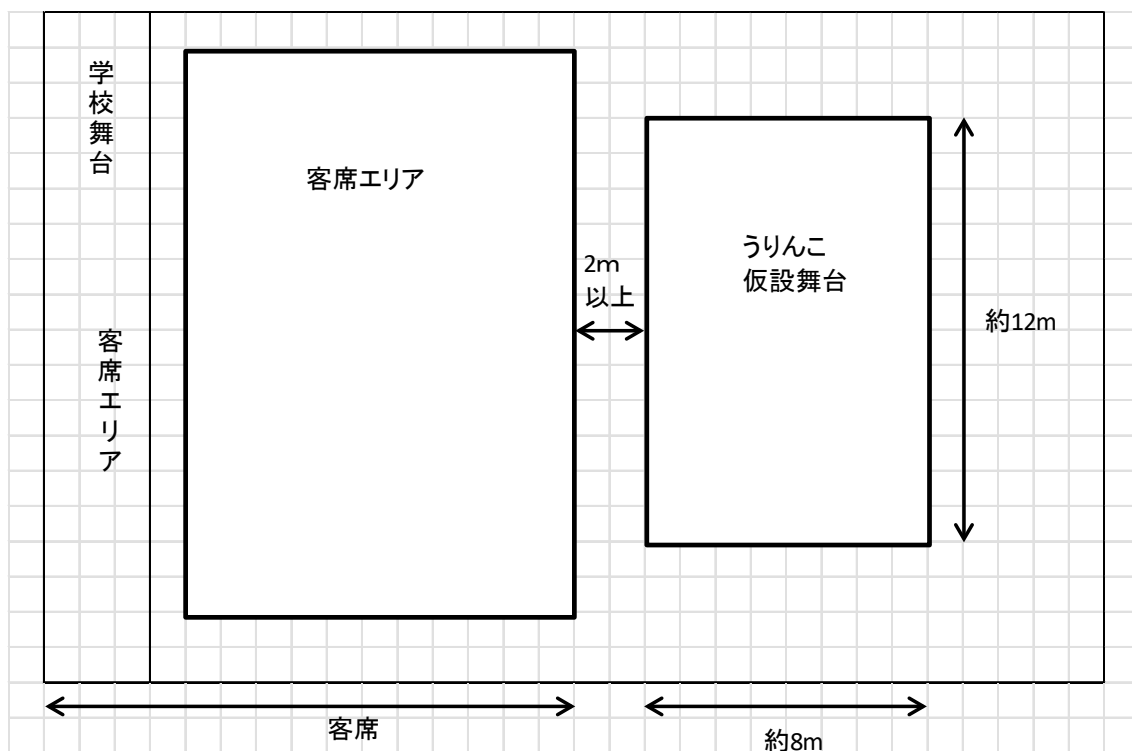 学校舞台
客席エリア
客席エリア
2m
以上
うりんこ
仮設舞台
約12m
客席
約8m